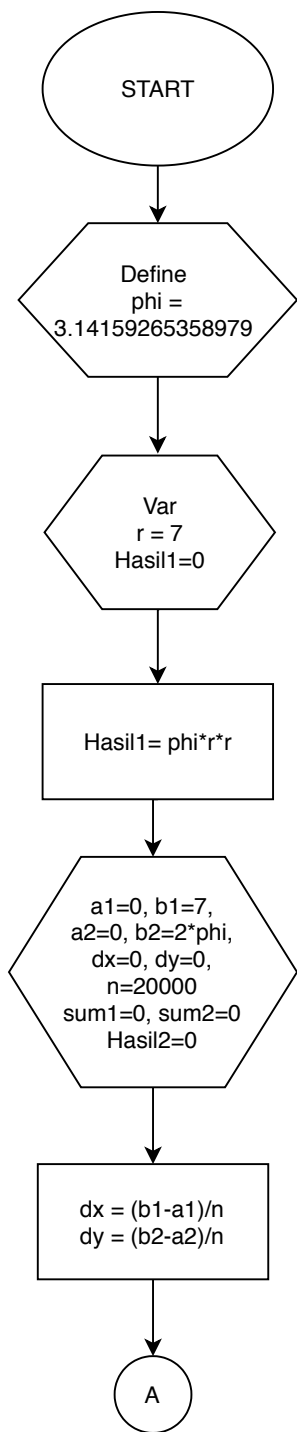 START
Define
phi =
3.14159265358979
Var
r = 7
Hasil1=0
Hasil1= phi*r*r
a1=0, b1=7,
a2=0, b2=2*phi,
dx=0, dy=0,
n=20000
sum1=0, sum2=0
Hasil2=0
dx = (b1-a1)/n
dy = (b2-a2)/n
A